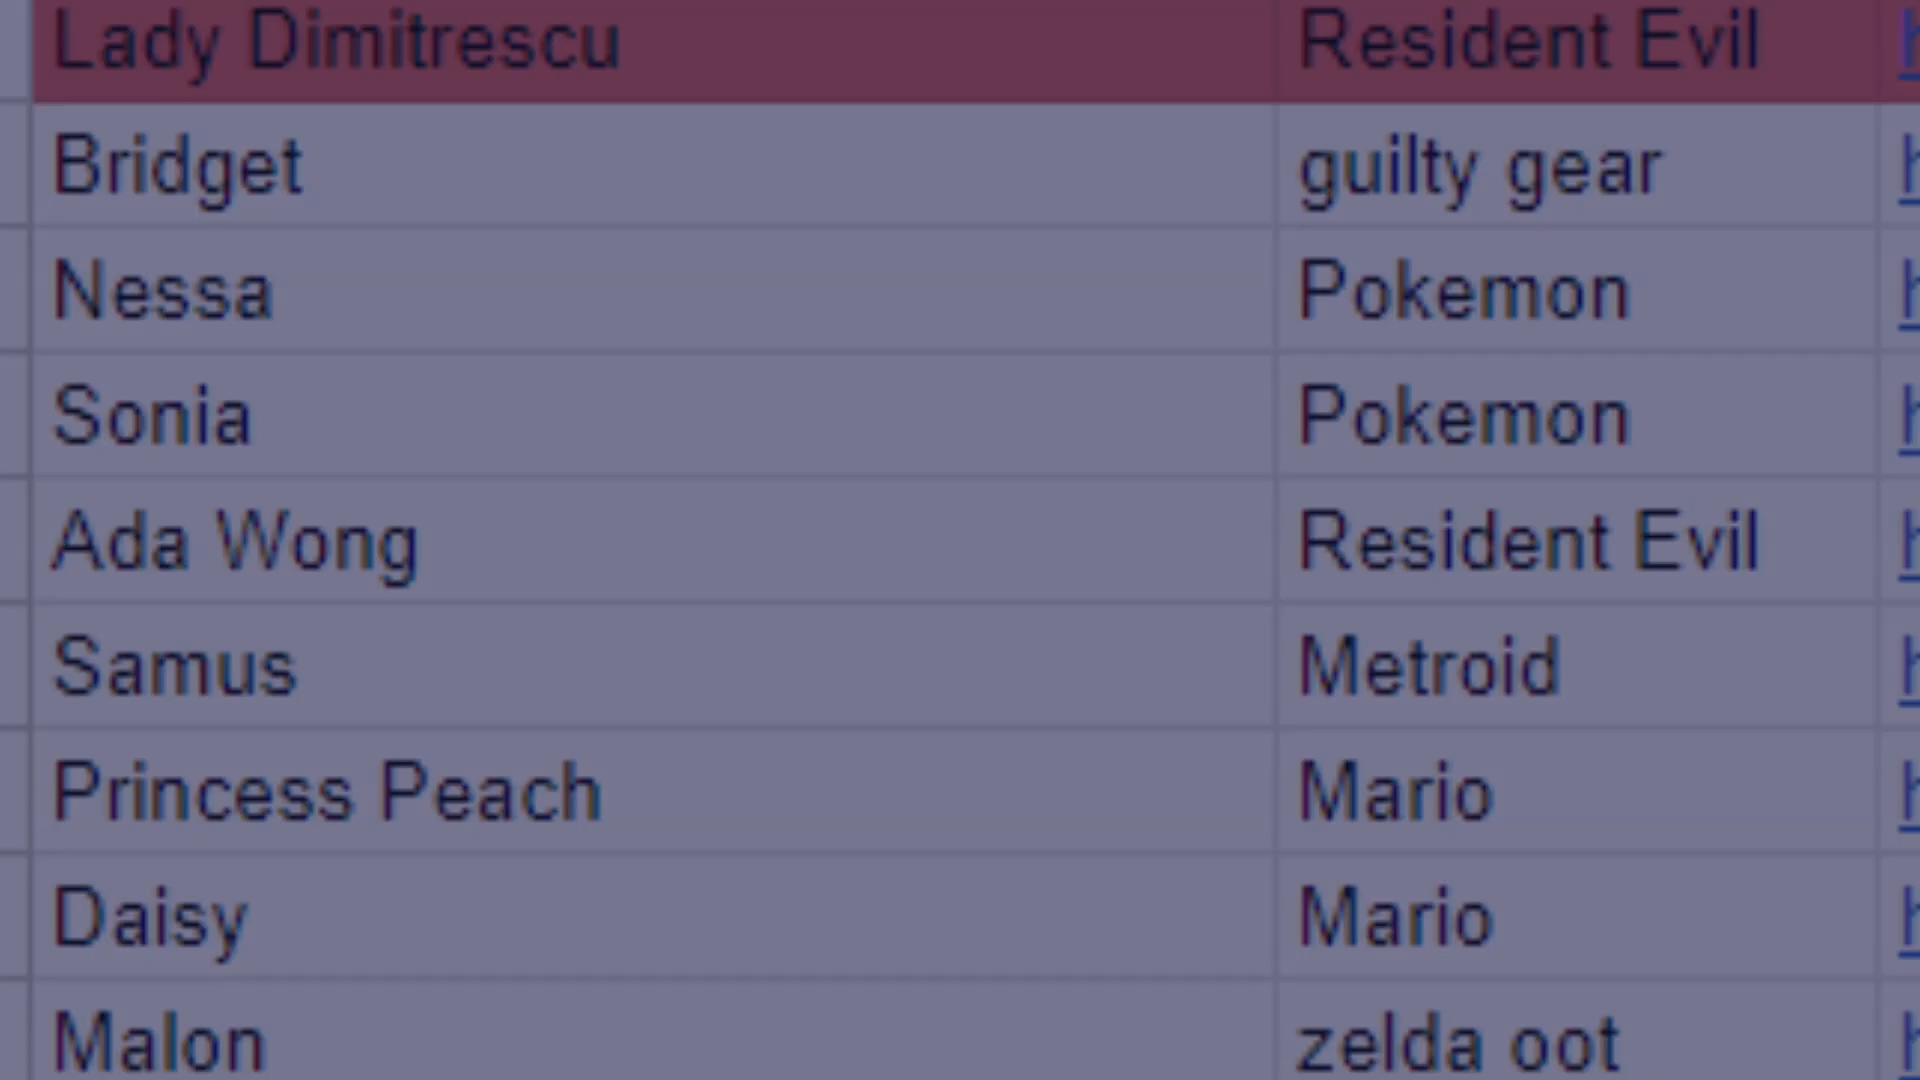 Lady Dimitrescu Resident Evil
Bridget guilty gear
Nessa Pokemon
Sonia Pokemon
Ada Wong Resident Evil
Samus Metroid
Princess Peach Mario
Daisy Mario
Malon zelda oot